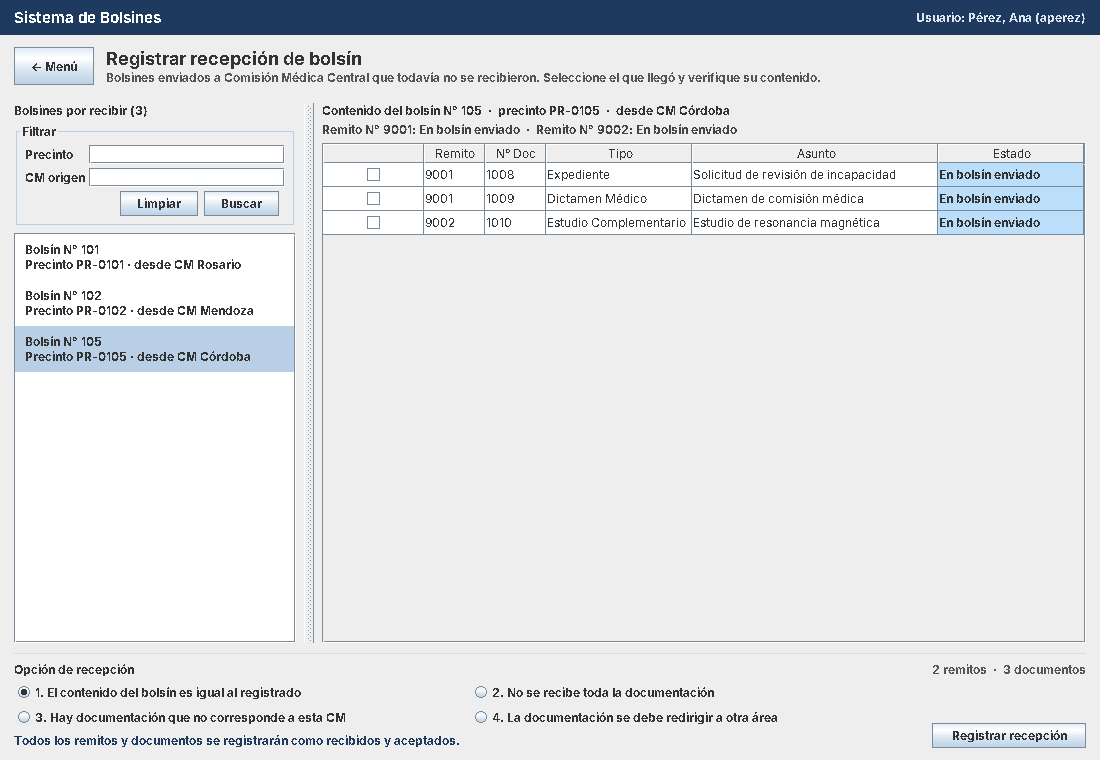 Sistema de Bolsines
Usuario: Pérez, Ana (aperez)
← Menú
Registrar recepción de bolsín
Bolsines enviados a Comisión Médica Central que todavía no se recibieron. Seleccione el que llegó y verifique su contenido.
Bolsines por recibir (3)
Filtrar
Precinto
CM origen
Limpiar
Buscar
Bolsín N° 101
Precinto PR-0101 · desde CM Rosario
Bolsín N° 102
Precinto PR-0102 · desde CM Mendoza
Bolsín N° 105
Precinto PR-0105 · desde CM Córdoba
Contenido del bolsín N° 105 · precinto PR-0105 · desde CM Córdoba
Remito N° 9001: En bolsín enviado · Remito N° 9002: En bolsín enviado
Remito N° Doc Tipo Asunto Estado
9001 1008 Expediente Solicitud de revisión de incapacidad En bolsín enviado
9001 1009 Dictamen Médico Dictamen de comisión médica En bolsín enviado
9002 1010 Estudio Complementario Estudio de resonancia magnética En bolsín enviado
Opción de recepción
2 remitos · 3 documentos
1. El contenido del bolsín es igual al registrado
2. No se recibe toda la documentación
3. Hay documentación que no corresponde a esta CM
4. La documentación se debe redirigir a otra área
Todos los remitos y documentos se registrarán como recibidos y aceptados.
Registrar recepción